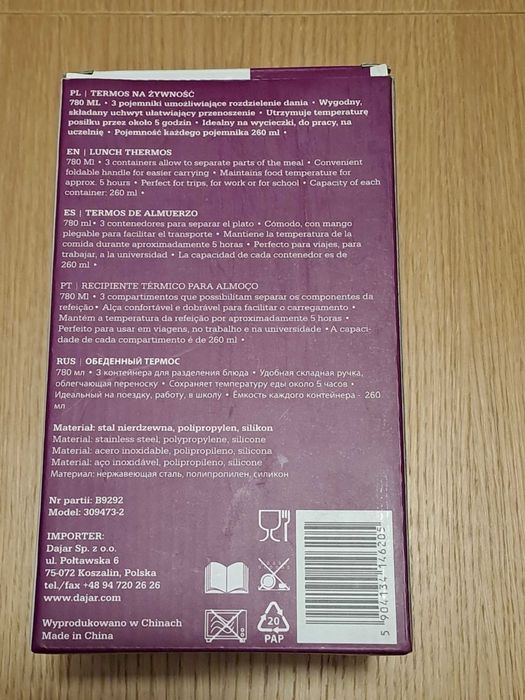 PL | TERMOS NA ŻYWNOŚĆ
780 ML • 3 pojemniki umożliwiające rozdzielenie dania • Wygodny,
składany uchwyt ułatwiający przenoszenie • Utrzymuje temperaturę
posiłku przez około 5 godzin • Idealny na wycieczki, do pracy, na
uczelnię • Pojemność każdego pojemnika 260 ml •
EN | LUNCH THERMOS
780 Ml • 3 containers allow to separate parts of the meal • Convenient
foldable handle for easier carrying • Maintains food temperature for
approx. 5 hours • Perfect for trips, for work or for school • Capacity of each
container: 260 ml •
ES | TERMOS DE ALMUERZO
780 ml• 3 contenedores para separar el plato • Cómodo, con mango
plegable para facilitar el transporte • Mantiene la temperatura de la
comida durante aproximadamente 5 horas • Perfecto para viajes, para
trabajar, a la universidad • La capacidad de cada contenedor es de
260 ml •
PT | RECIPIENTE TÉRMICO PARA ALMOÇO
780 Ml • 3 compartimentos que possibilitam separar os componentes da
refeição• Alça confortável e dobrável para facilitar o carregamento •
Mantém a temperatura da refeição por aproximadamente 5 horas •
Perfeito para usar em viagens, no trabalho e na universidade •A capaci-
dade de cada compartimento é de 260 ml •
RUS | ОБЕДЕННЫЙ ТЕРМОС
780 мл • 3 контейнера для разделения блюда • Удобная складная ручка,
облегчающая переноску • Сохраняет температуру еды около 5 часов •
Идеальный на поездку, работу, в школу • Ёмкость каждого контейнера - 260
мл
Materiał: stal nierdzewna, polipropylen, silikon
Material: stainless steel, polypropylene, silicone
Material: acero inoxidable, polipropileno, silicona
Material: aço inoxidável, polipropileno, silicone
Материал: нержавеющая сталь, полипропилен, силикон
Nr partii: B9292
Model: 309473-2
IMPORTER:
Dajar Sp. z o.o.
ul. Połtawska 6
75-072 Koszalin, Polska
tel./fax +48 94 720 26 26
www.dajar.com
Wyprodukowano w Chinach
Made in China
20
PAP
5 904134 146205